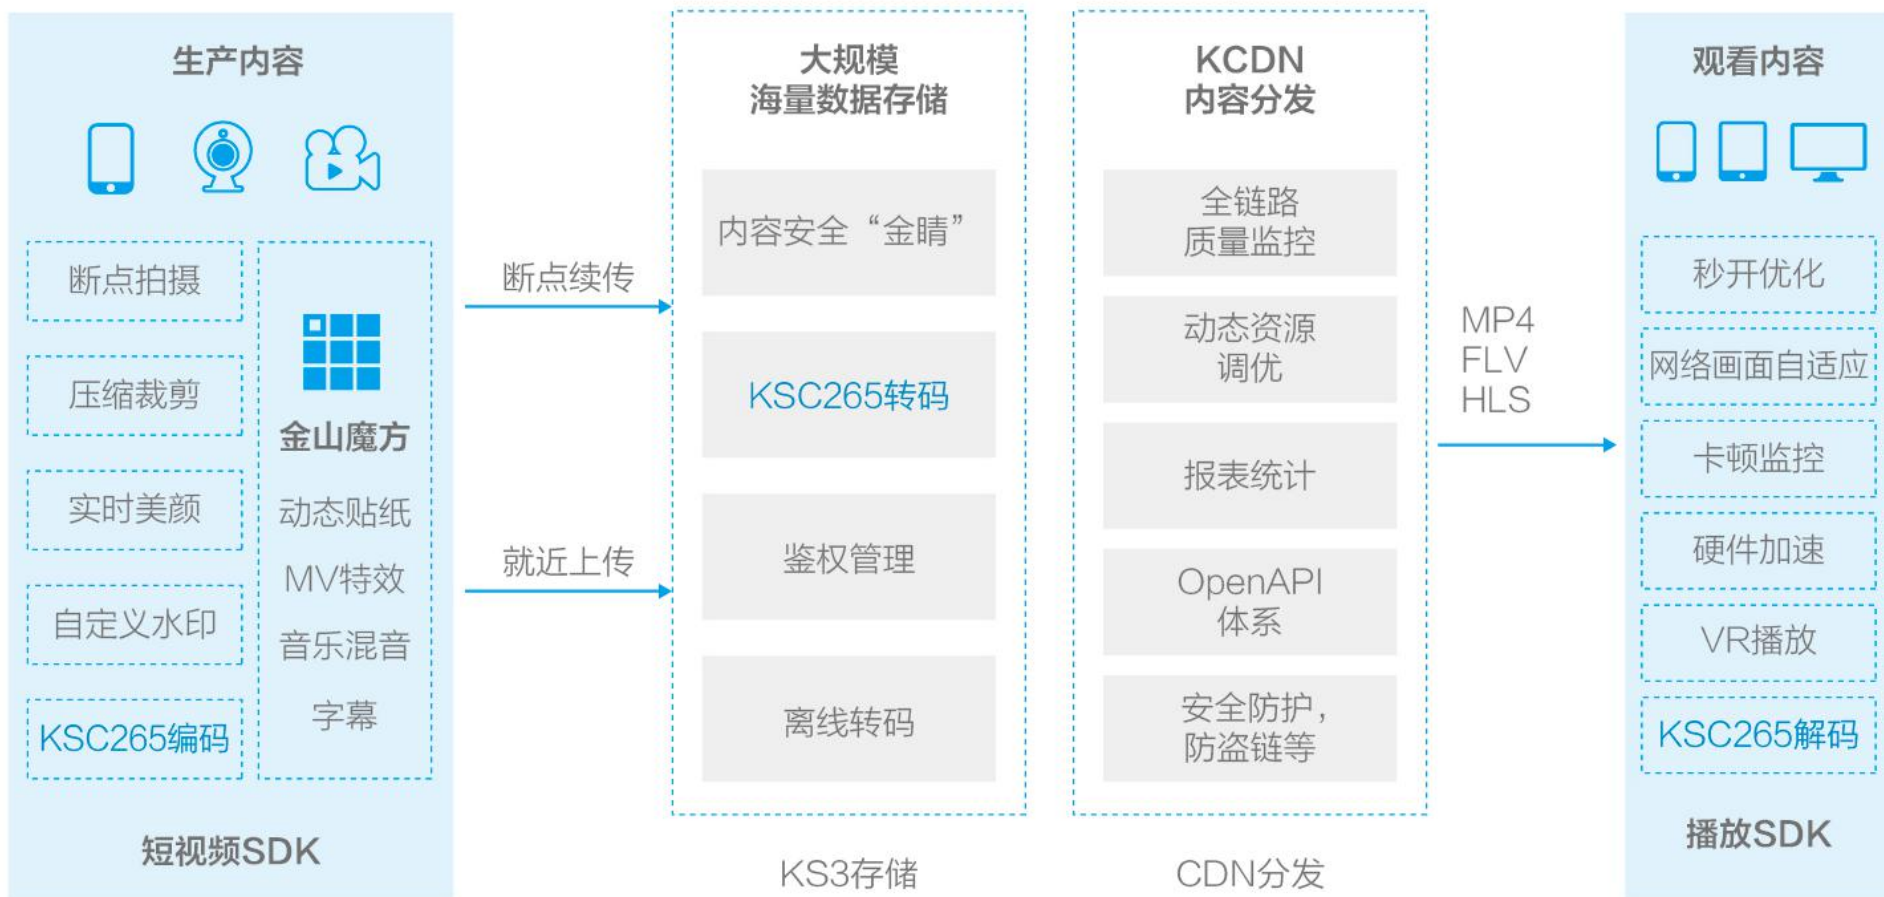 生产内容
断点拍摄
压缩裁剪
实时美颜
自定义水印
KSC265编码
金山魔方
动态贴纸
MV特效
音乐混音
字幕
短视频SDK
断点续传
就近上传
大规模
海量数据存储
内容安全“金睛”
KSC265转码
鉴权管理
离线转码
KS3存储
KCDN
内容分发
全链路
质量监控
动态资源
调优
报表统计
OpenAPI
体系
安全防护，
防盗链等
CDN分发
MP4
FLV
HLS
观看内容
秒开优化
网络画面自适应
卡顿监控
硬件加速
VR播放
KSC265解码
播放SDK